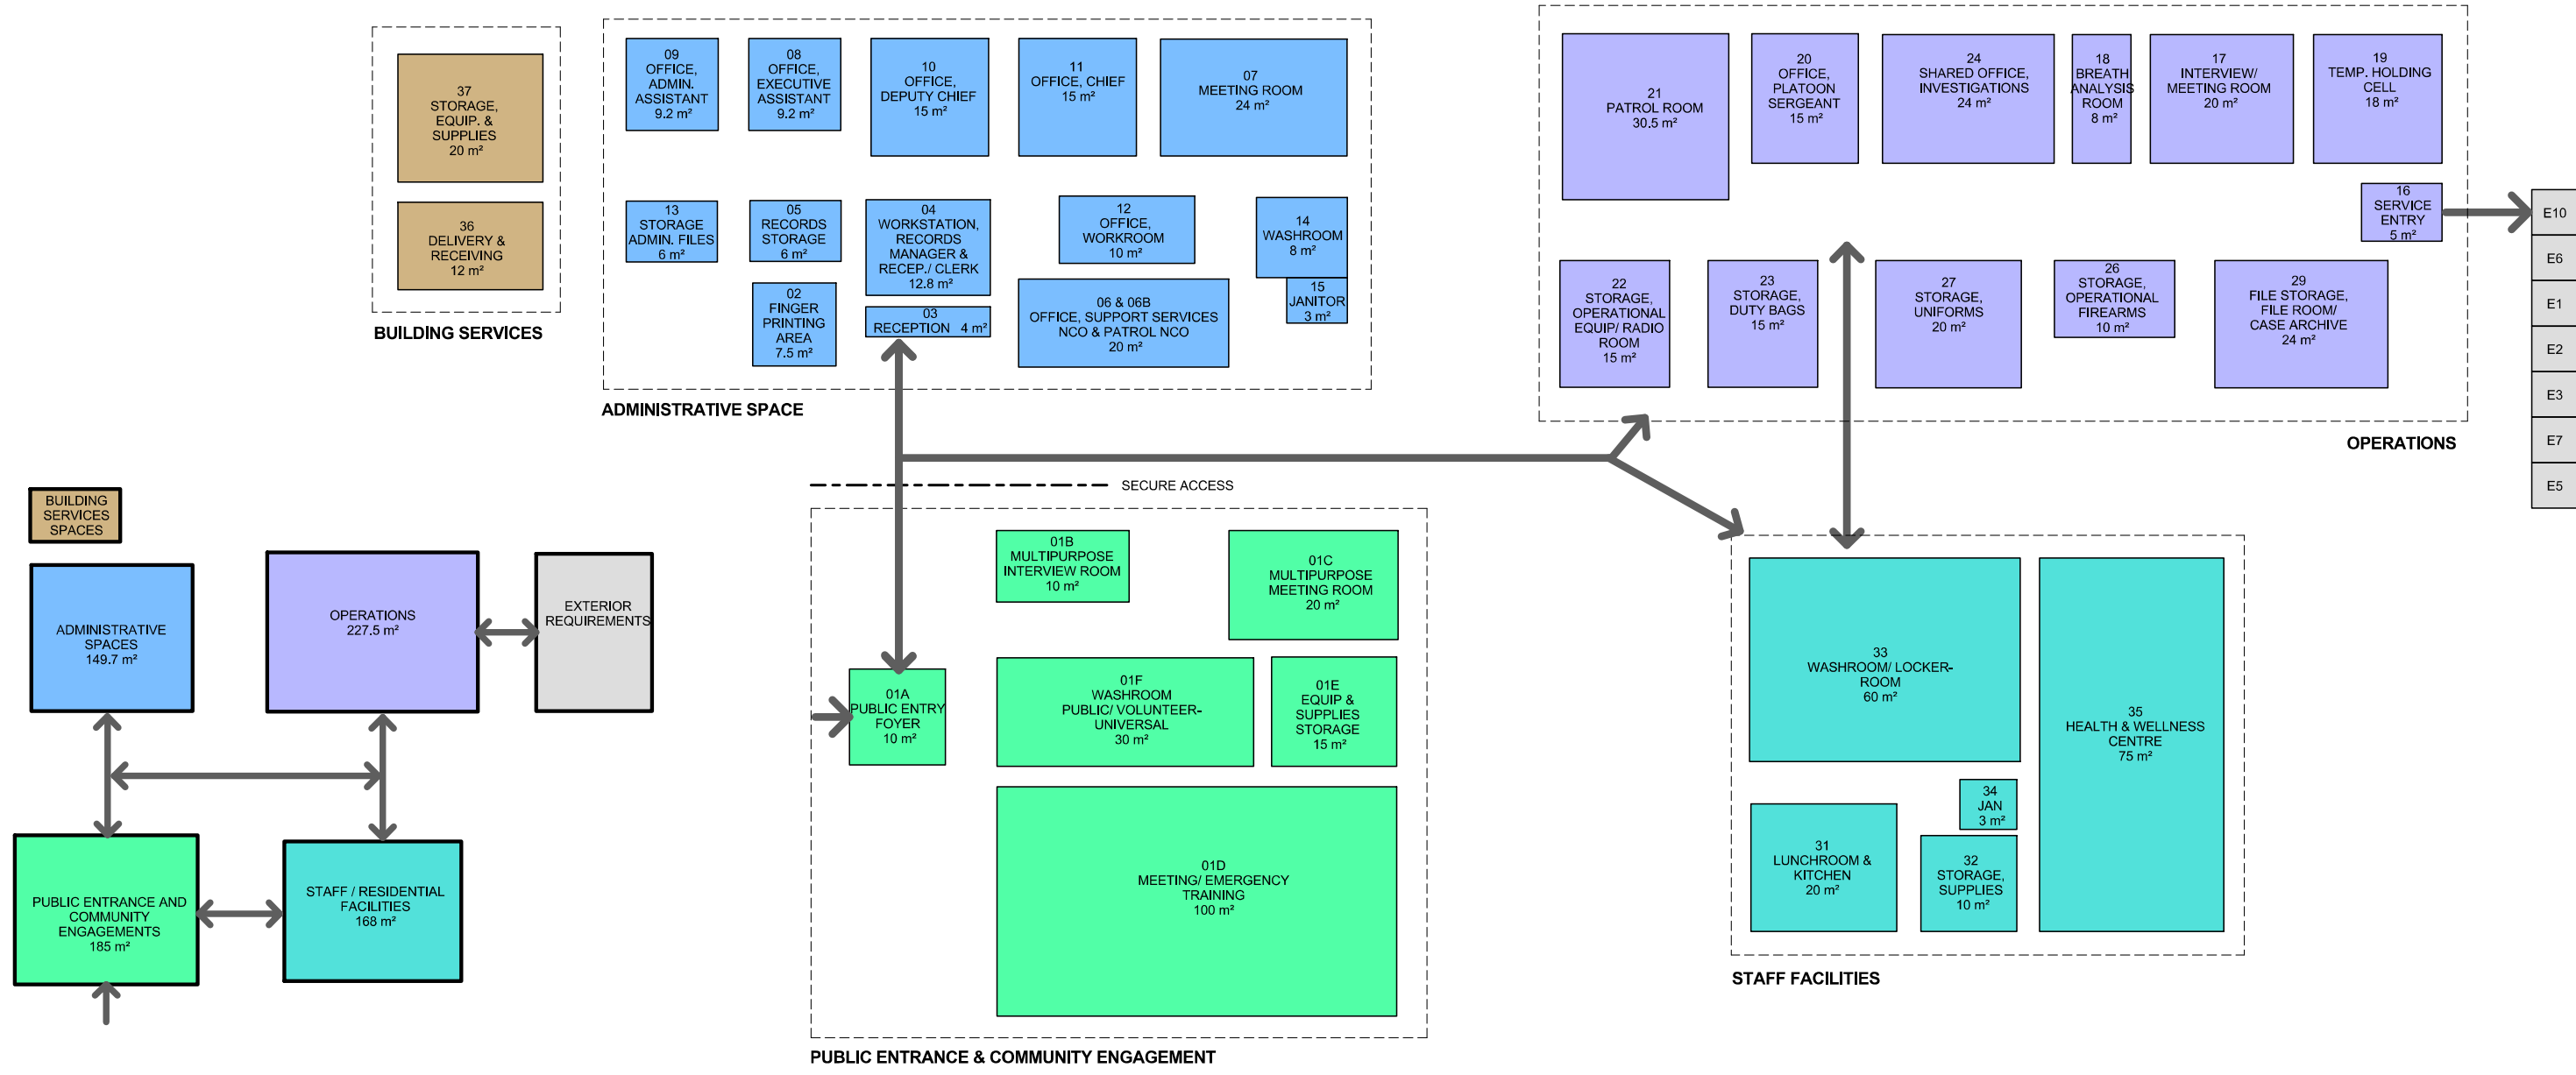 37
STORAGE,
EQUIP. &
SUPPLIES
20 m²
36
DELIVERY &
RECEIVING
12 m²
BUILDING SERVICES
09
OFFICE,
ADMIN.
ASSISTANT
9.2 m²
08
OFFICE,
EXECUTIVE
ASSISTANT
9.2 m²
10
OFFICE,
DEPUTY CHIEF
15 m²
11
OFFICE, CHIEF
15 m²
07
MEETING ROOM
24 m²
13
STORAGE
ADMIN. FILES
6 m²
05
RECORDS
STORAGE
6 m²
04
WORKSTATION,
RECORDS
MANAGER &
RECEP./ CLERK
12.8 m²
12
OFFICE,
WORKROOM
10 m²
14
WASHROOM
8 m²
15
JANITOR
3 m²
02
FINGER
PRINTING
AREA
7.5 m²
03
RECEPTION 4 m²
06 & 06B
OFFICE, SUPPORT SERVICES
NCO & PATROL NCO
20 m²
ADMINISTRATIVE SPACE
21
PATROL ROOM
30.5 m²
20
OFFICE,
PLATOON
SERGEANT
15 m²
24
SHARED OFFICE,
INVESTIGATIONS
24 m²
18
BREATH
ANALYSIS
ROOM
8 m²
17
INTERVIEW/
MEETING ROOM
20 m²
19
TEMP. HOLDING
CELL
18 m²
16
SERVICE
ENTRY
5 m²
22
STORAGE,
OPERATIONAL
EQUIP/ RADIO
ROOM
15 m²
23
STORAGE,
DUTY BAGS
15 m²
27
STORAGE,
UNIFORMS
20 m²
26
STORAGE,
OPERATIONAL
FIREARMS
10 m²
29
FILE STORAGE,
FILE ROOM/
CASE ARCHIVE
24 m²
OPERATIONS
E10
E6
E1
E2
E3
E7
E5
SECURE ACCESS
BUILDING
SERVICES
SPACES
ADMINISTRATIVE
SPACES
149.7 m²
OPERATIONS
227.5 m²
EXTERIOR
REQUIREMENTS
PUBLIC ENTRANCE AND
COMMUNITY
ENGAGEMENTS
185 m²
STAFF / RESIDENTIAL
FACILITIES
168 m²
01B
MULTIPURPOSE
INTERVIEW ROOM
10 m²
01C
MULTIPURPOSE
MEETING ROOM
20 m²
01A
PUBLIC ENTRY
FOYER
10 m²
01F
WASHROOM
PUBLIC/ VOLUNTEER-
UNIVERSAL
30 m²
01E
EQUIP &
SUPPLIES
STORAGE
15 m²
01D
MEETING/ EMERGENCY
TRAINING
100 m²
PUBLIC ENTRANCE & COMMUNITY ENGAGEMENT
33
WASHROOM/ LOCKER-
ROOM
60 m²
35
HEALTH & WELLNESS
CENTRE
75 m²
34
JAN
3 m²
31
LUNCHROOM &
KITCHEN
20 m²
32
STORAGE,
SUPPLIES
10 m²
STAFF FACILITIES